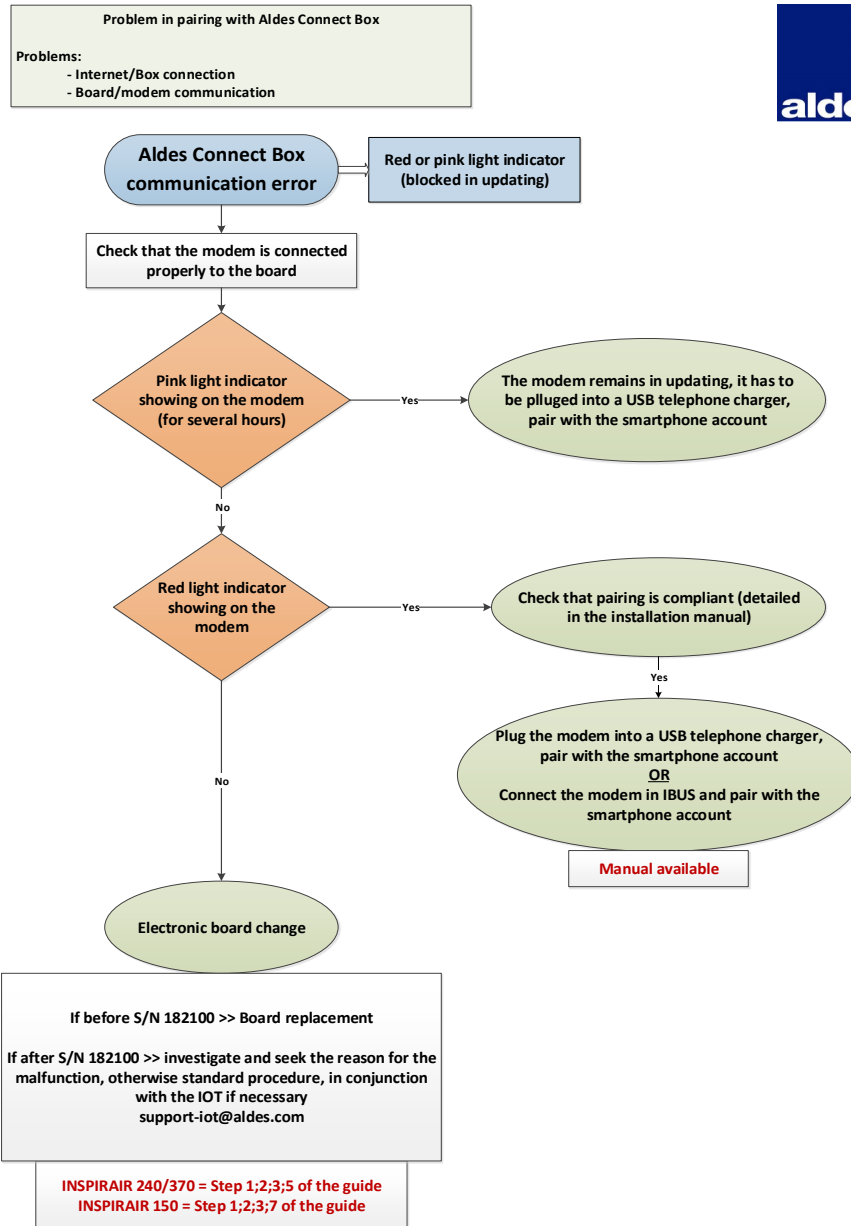 Problem in pairing with Aldes Connect Box
Problems:
- Internet/Box connection
- Board/modem communication
Aldes Connect Box
communication error
Red or pink light indicator
(blocked in updating)
Check that the modem is connected
properly to the board
Pink light indicator
showing on the modem
(for several hours)
Yes
The modem remains in updating, it has to
be plluged into a USB telephone charger,
pair with the smartphone account
No
Red light indicator
showing on the
modem
Yes
Check that pairing is compliant (detailed
in the installation manual)
Yes
Plug the modem into a USB telephone charger,
pair with the smartphone account
OR
Connect the modem in IBUS and pair with the
smartphone account
Manual available
No
Electronic board change
If before S/N 182100 >> Board replacement
If after S/N 182100 >> investigate and seek the reason for the
malfunction, otherwise standard procedure, in conjunction
with the IOT if necessary
support-iot@aldes.com
INSPIRAIR 240/370 = Step 1;2;3;5 of the guide
INSPIRAIR 150 = Step 1;2;3;7 of the guide